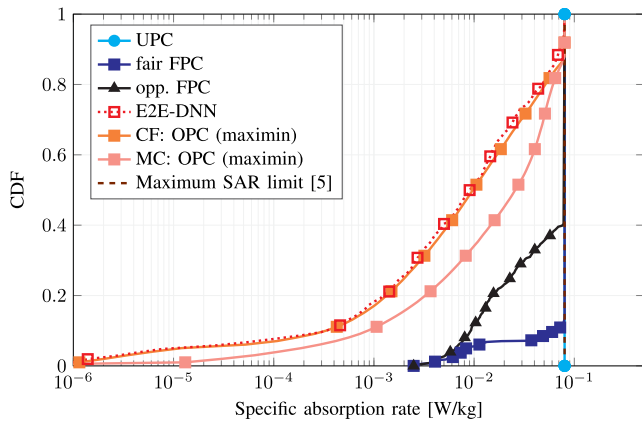 1
0.8
0.6
0.4
0.2
0
CDF
UPC
fair FPC
opp. FPC
E2E-DNN
CF: OPC (maximin)
MC: OPC (maximin)
Maximum SAR limit [5]
10⁻⁶ 10⁻⁵ 10⁻⁴ 10⁻³ 10⁻² 10⁻¹
Specific absorption rate [W/kg]